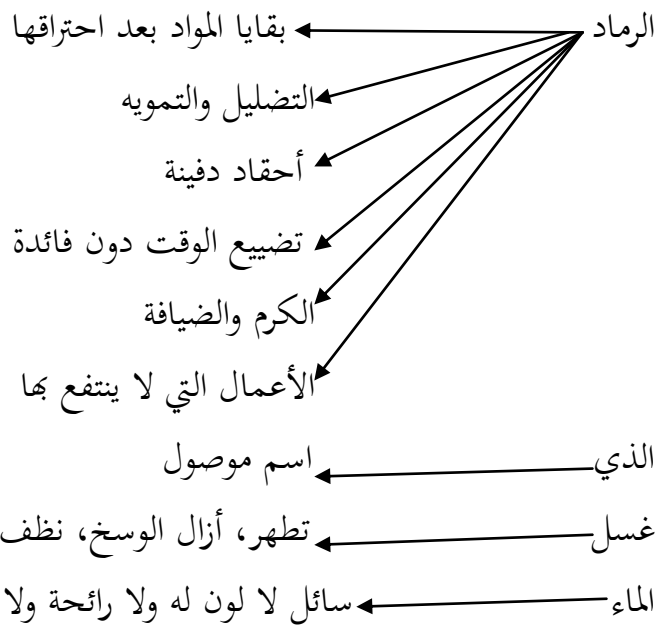 الرماد بقايا المواد بعد احتراقها
التضليل والتمويه
أحقاد دفينة
تضييع الوقت دون فائدة
الكرم والضيافة
الأعمال التي لا ينتفع بها
الذي اسم موصول
غسل تطهر، أزال الوسخ، نظف
الماء سائل لا لون له ولا رائحة ولا